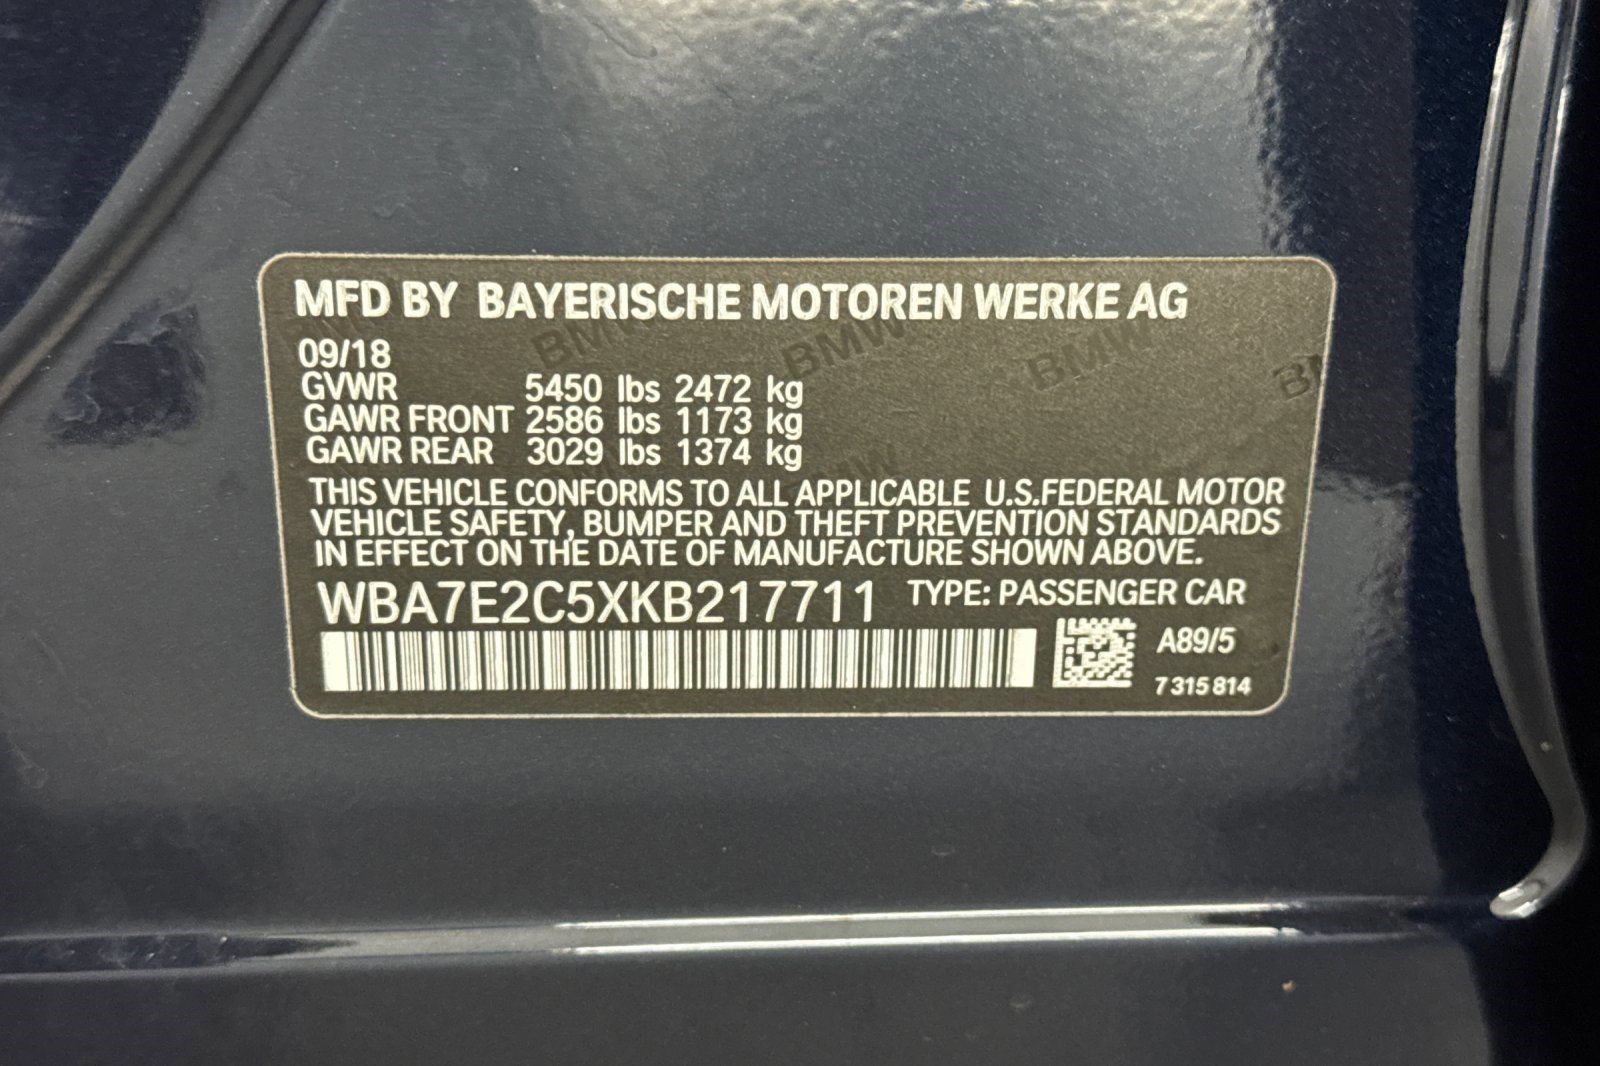 MFD BY BAYERISCHE MOTOREN WERKE AG
09/18
GVWR 5450 lbs 2472 kg
GAWR FRONT 2586 lbs 1173 kg
GAWR REAR 3029 lbs 1374 kg
THIS VEHICLE CONFORMS TO ALL APPLICABLE U.S.FEDERAL MOTOR
VEHICLE SAFETY, BUMPER AND THEFT PREVENTION STANDARDS
IN EFFECT ON THE DATE OF MANUFACTURE SHOWN ABOVE.
WBA7E2C5XKB217711 TYPE: PASSENGER CAR
A89/5
7 315 814
BMW BMW BMW